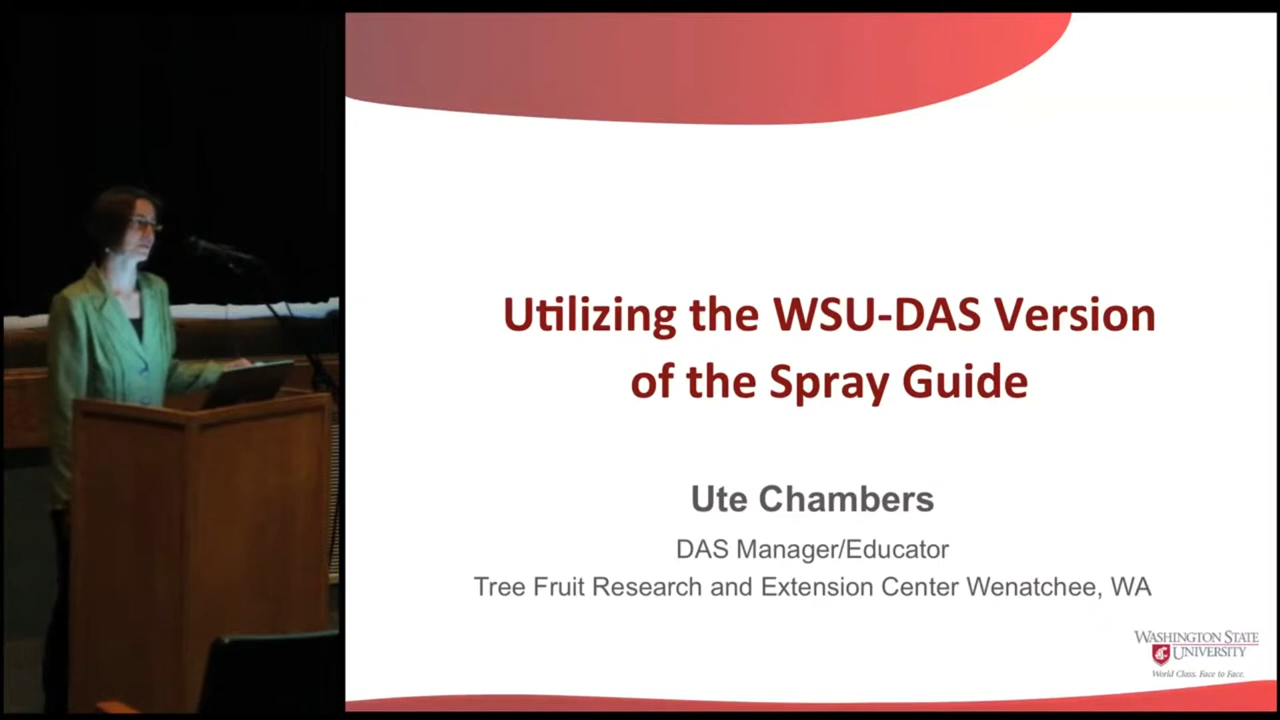 Utilizing the WSU-DAS Version
of the Spray Guide
Ute Chambers
DAS Manager/Educator
Tree Fruit Research and Extension Center Wenatchee, WA
WASHINGTON STATE
UNIVERSITY
World Class. Face to Face.